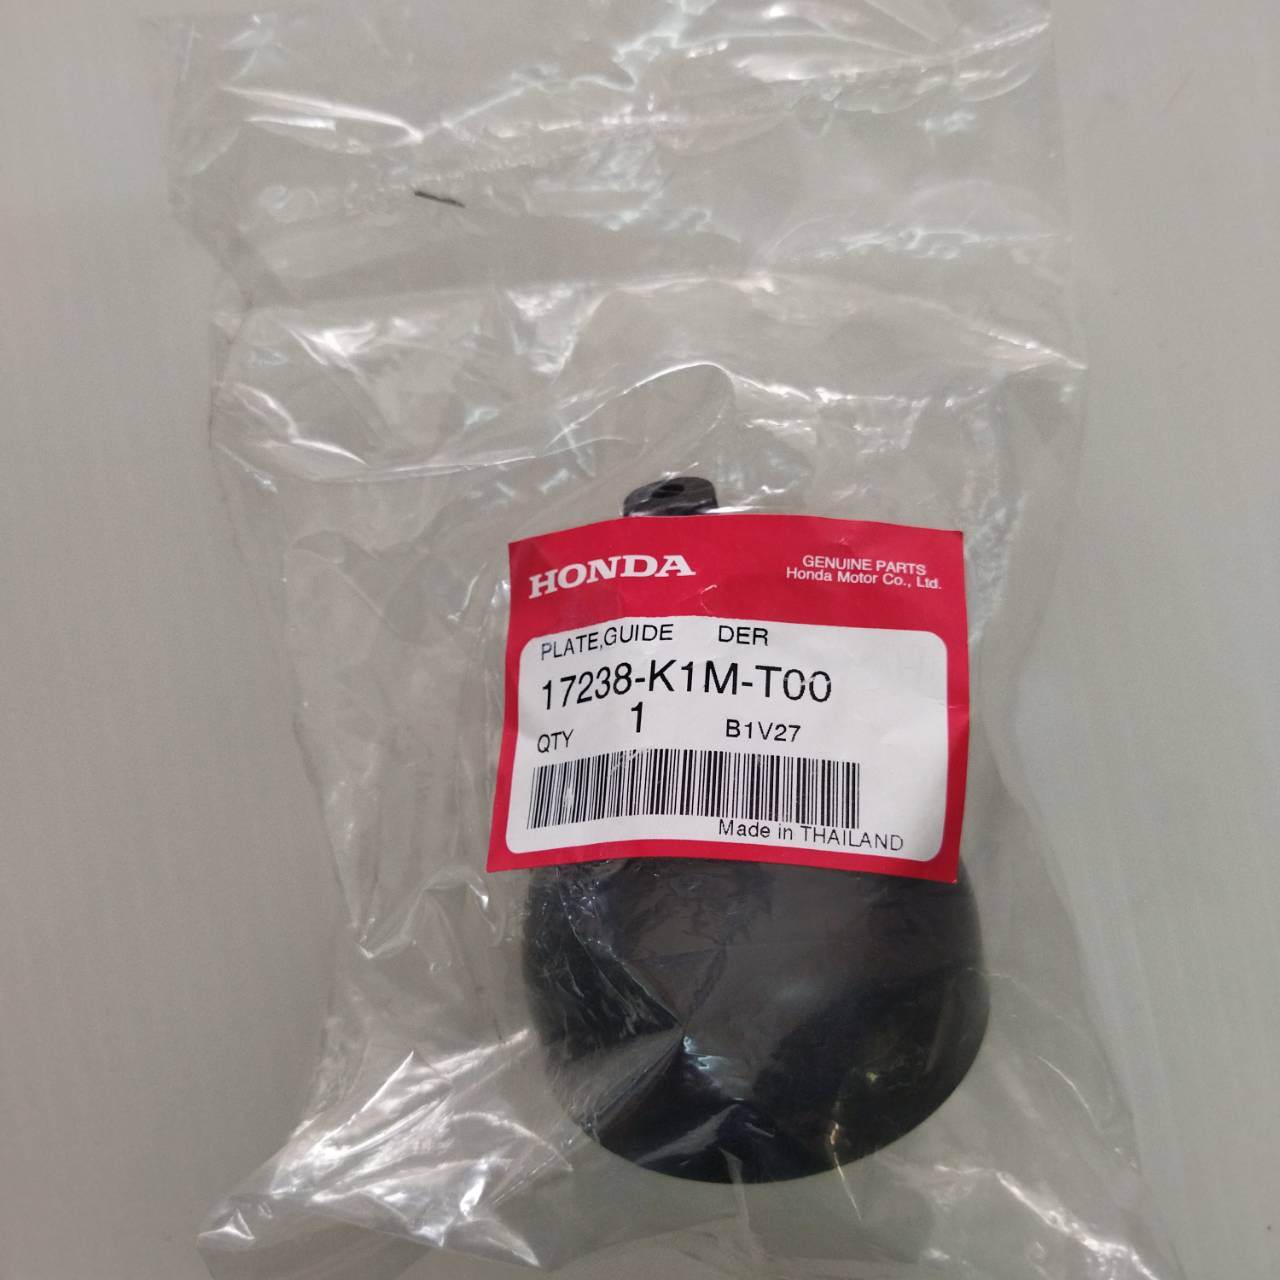 HONDA
GENUINE PARTS
Honda Motor Co., Ltd.
PLATE,GUIDE DER
17238-K1M-T00
QTY 1 B1V27
Made in THAILAND